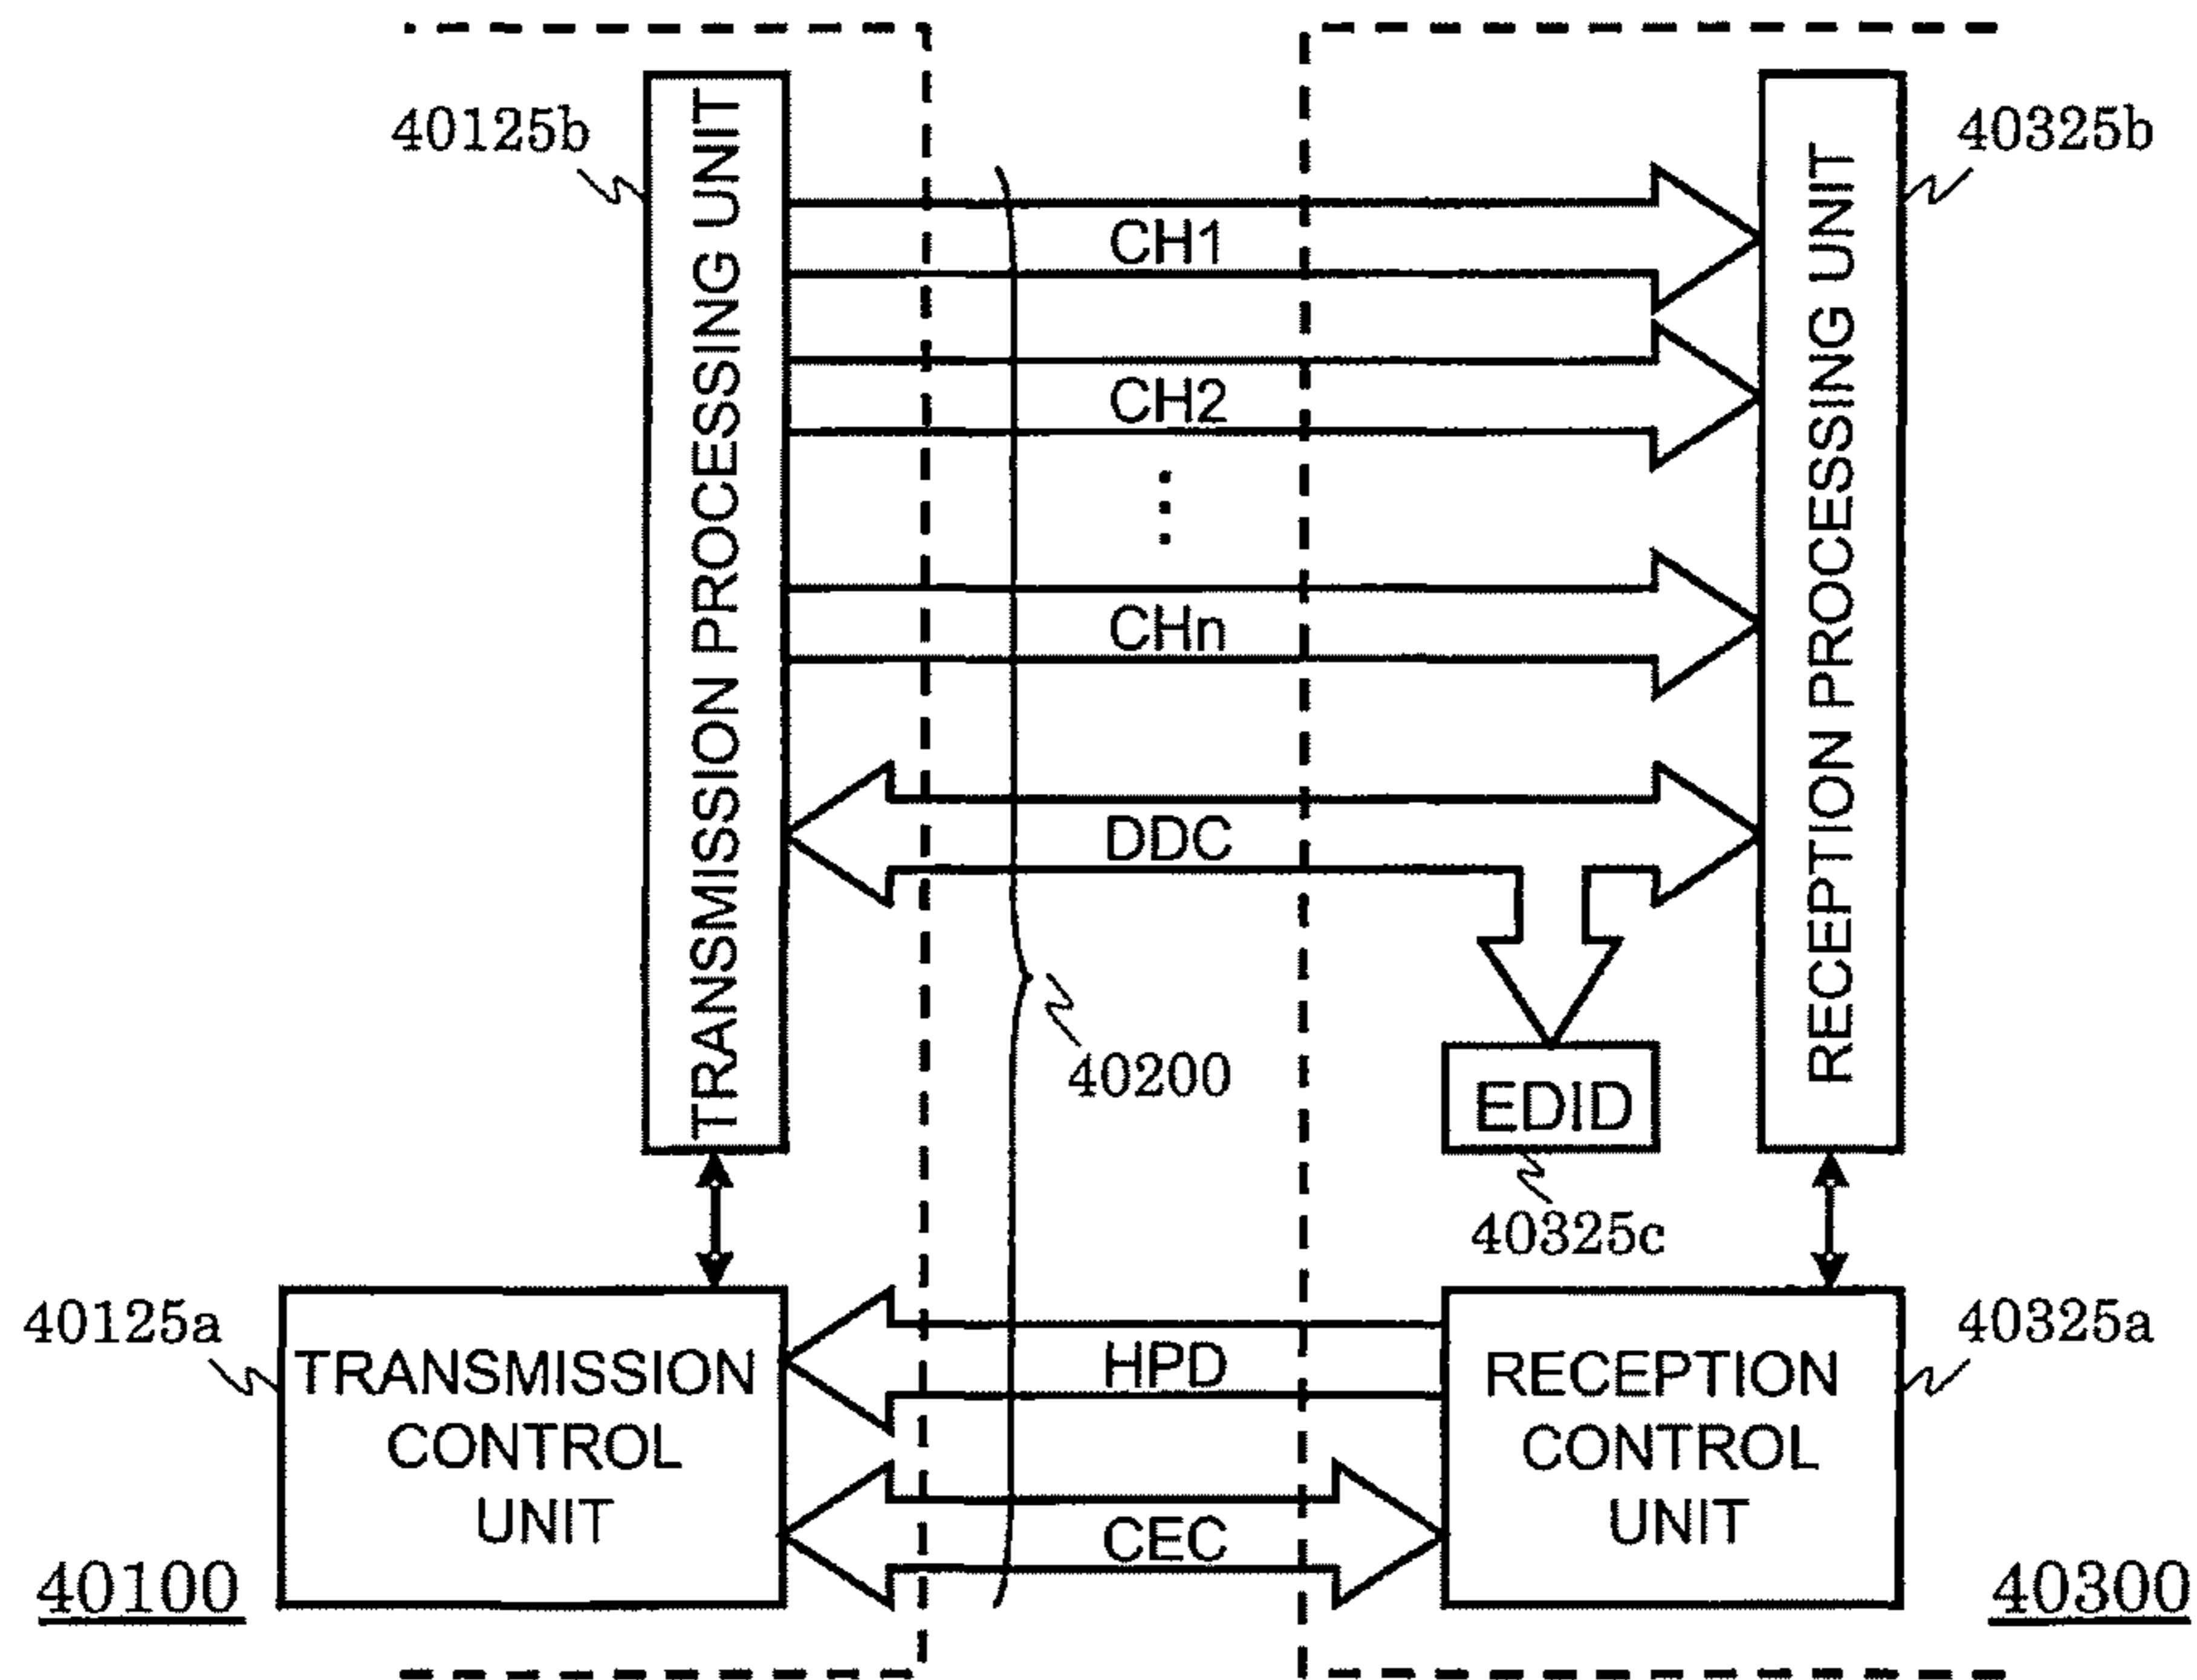 40125b
TRANSMISSION PROCESSING UNIT
40325b
RECEPTION PROCESSING UNIT
CH1
CH2
CHn
DDC
40200
EDID
40325c
40125a
TRANSMISSION
CONTROL
UNIT
HPD
CEC
40325a
RECEPTION
CONTROL
UNIT
40100
40300